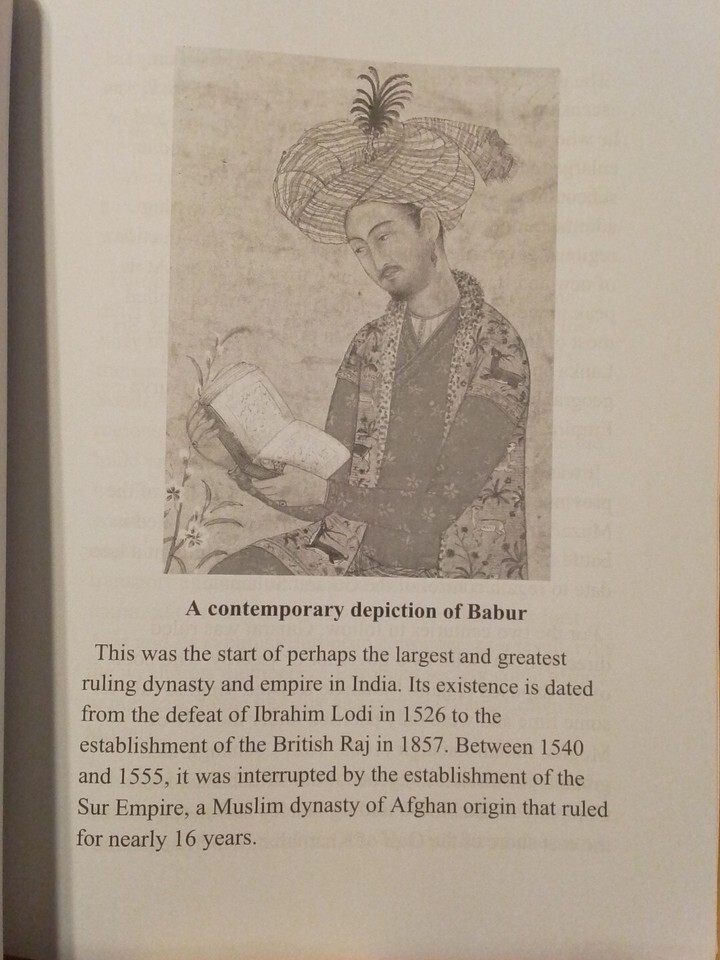 A contemporary depiction of Babur
This was the start of perhaps the largest and greatest
ruling dynasty and empire in India. Its existence is dated
from the defeat of Ibrahim Lodi in 1526 to the
establishment of the British Raj in 1857. Between 1540
and 1555, it was interrupted by the establishment of the
Sur Empire, a Muslim dynasty of Afghan origin that ruled
for nearly 16 years.